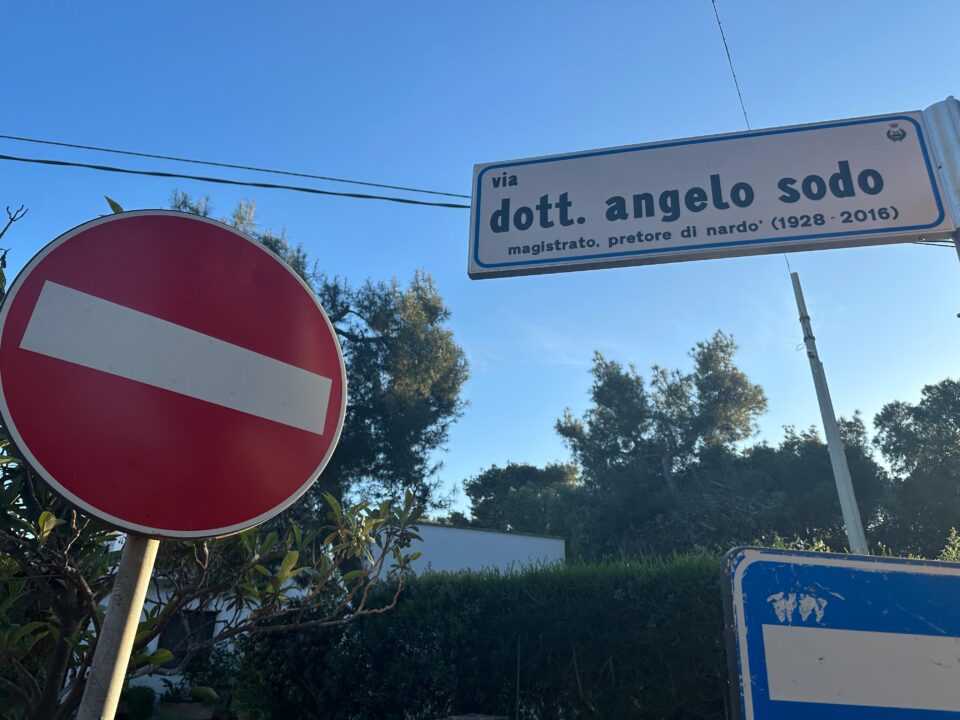 via
dott. angelo sodo
magistrato. pretore di nardo' (1928 - 2016)